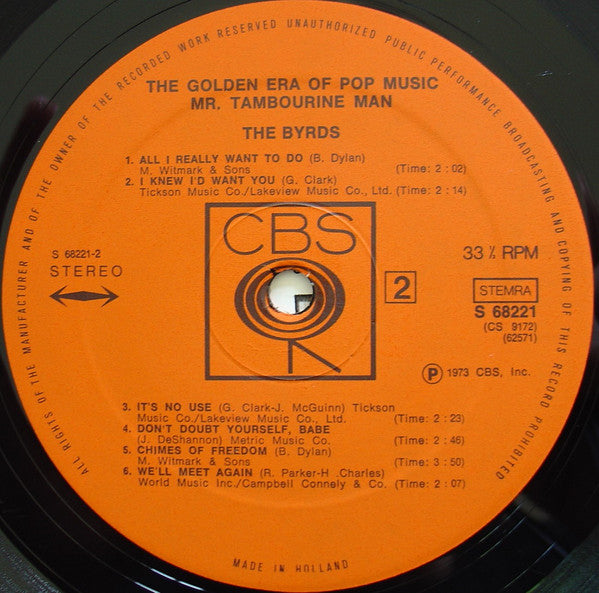 ALL RIGHTS OF THE MANUFACTURER AND OF THE OWNER OF THE RECORDED WORK RESERVED UNAUTHORIZED PUBLIC PERFORMANCE BROADCASTING AND COPYING OF THIS RECORD PROHIBITED
THE GOLDEN ERA OF POP MUSIC
MR. TAMBOURINE MAN
THE BYRDS
1. ALL I REALLY WANT TO DO (B. Dylan)
M. Witmark & Sons (Time: 2 : 02)
2. I KNEW I'D WANT YOU (G. Clark)
Tickson Music Co./Lakeview Music Co., Ltd. (Time: 2 : 14)
CBS
S 68221-2
STEREO
2
33 ⅓ RPM
STEMRA
S 68221
(CS 9172)
(62571)
P 1973 CBS, Inc.
3. IT'S NO USE (G. Clark-J. McGuinn) Tickson
Music Co./Lakeview Music Co., Ltd. (Time: 2 : 23)
4. DON'T DOUBT YOURSELF, BABE
(J. DeShannon) Metric Music Co. (Time: 2 : 46)
5. CHIMES OF FREEDOM (B. Dylan)
M. Witmark & Sons (Time: 3 : 50)
6. WE'LL MEET AGAIN (R. Parker-H .Charles)
World Music Inc./Campbell Connely & Co. (Time: 2 : 07)
MADE IN HOLLAND